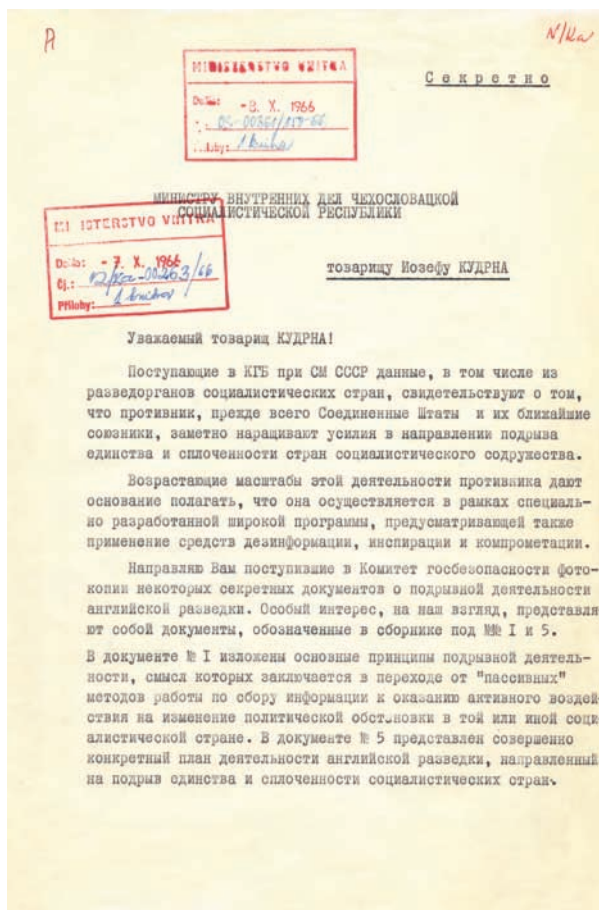 А
N/Ka
Секретно
MINISTERSTVO VNITRA
Došlo: -8. X. 1966
Přílohy:
МИНИСТРУ ВНУТРЕННИХ ДЕЛ ЧЕХОСЛОВАЦКОЙ
СОЦИАЛИСТИЧЕСКОЙ РЕСПУБЛИКИ
MINISTERSTVO VNITRA
Došlo: - 7. X. 1966
Čj.: /66
Přílohy:
товарищу Иозефу КУДРНА
Уважаемый товарищ КУДРНА!
Поступающие в КГБ при СМ СССР данные, в том числе из
разведорганов социалистических стран, свидетельствуют о том,
что противник, прежде всего Соединенные Штаты и их ближайшие
союзники, заметно наращивают усилия в направлении подрыва
единства и сплоченности стран социалистического содружества.
Возрастающие масштабы этой деятельности противника дают
основание полагать, что она осуществляется в рамках специаль-
но разработанной широкой программы, предусматривающей также
применение средств дезинформации, инспирации и компрометации.
Направляю Вам поступившие в Комитет госбезопасности фото-
копии некоторых секретных документов о подрывной деятельности
английской разведки. Особый интерес, на наш взгляд, представля
ют собой документы, обозначенные в сборнике под №№ I и 5.
В документе № I изложены основные принципы подрывной деятель-
ности, смысл которых заключается в переходе от "пассивных"
методов работы по сбору информации к оказанию активного воздей-
ствия на изменение политической обстановки в той или иной соци-
алистической стране. В документе № 5 представлен совершенно
конкретный план деятельности английской разведки, направленный
на подрыв единства и сплоченности социалистических стран.